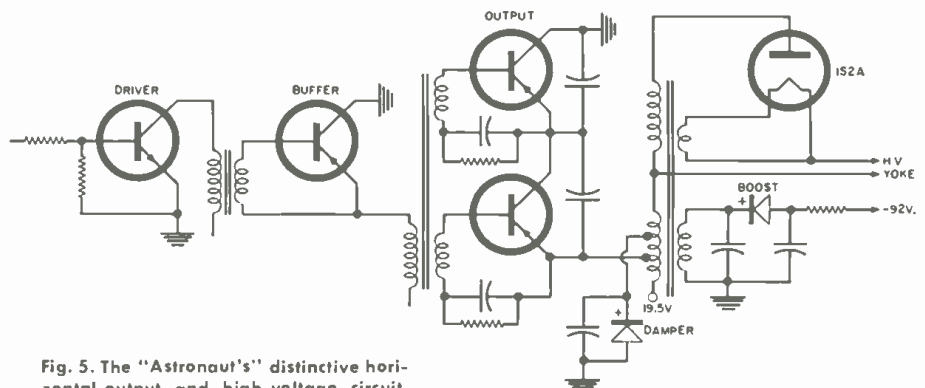 OUTPUT
DRIVER
BUFFER
1S2A
HV
YOKE
BOOST
+
-92V.
19.5V
+
DAMPER
Fig. 5. The "Astronaut's" distinctive hori-
zontal-output and high-voltage circuit